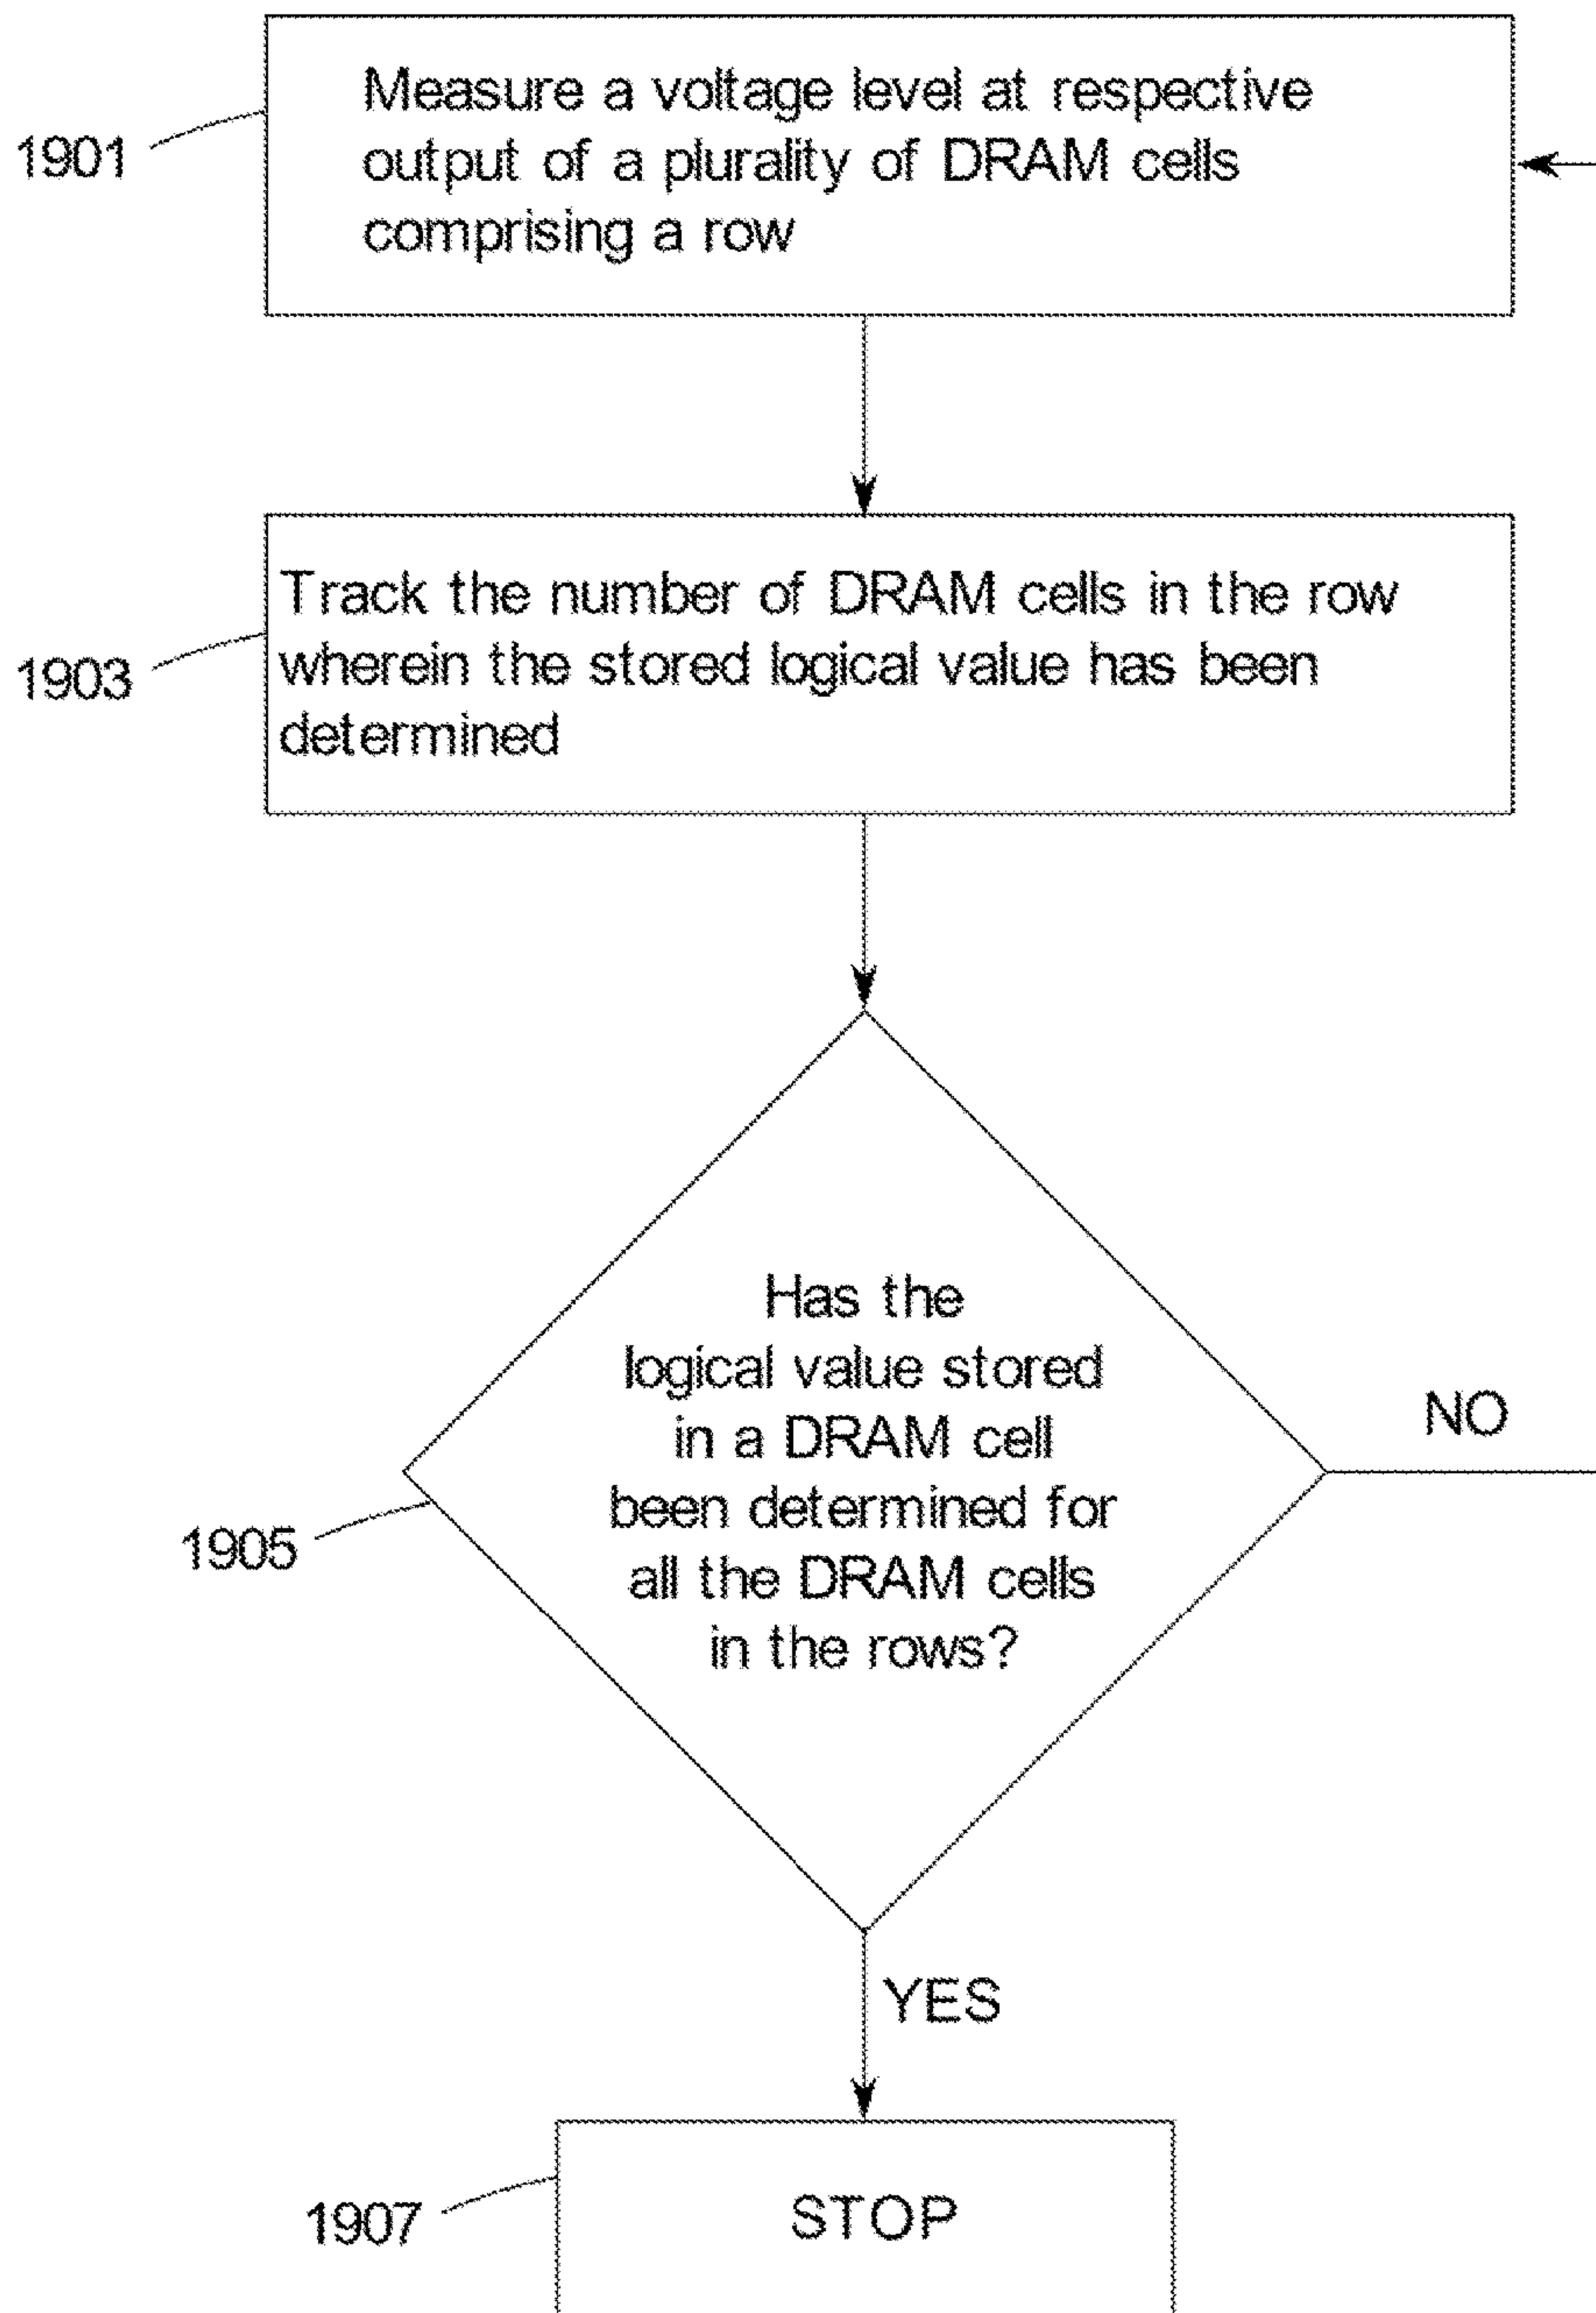 Measure a voltage level at respective
output of a plurality of DRAM cells
comprising a row
1901
Track the number of DRAM cells in the row
wherein the stored logical value has been
determined
1903
Has the
logical value stored
in a DRAM cell
been determined for
all the DRAM cells
in the rows?
NO
1905
YES
STOP
1907